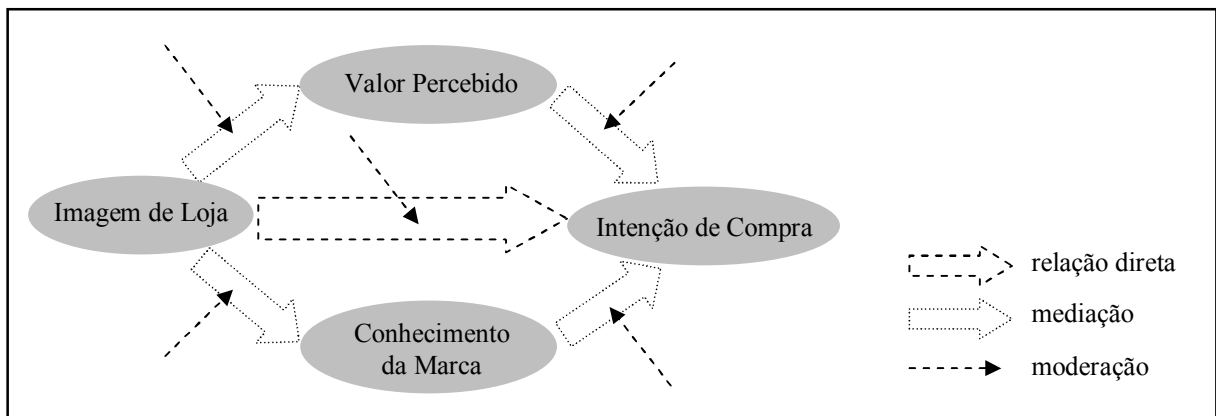 Valor Percebido
Imagem de Loja
Intenção de Compra
Conhecimento
da Marca
relação direta
mediação
moderação